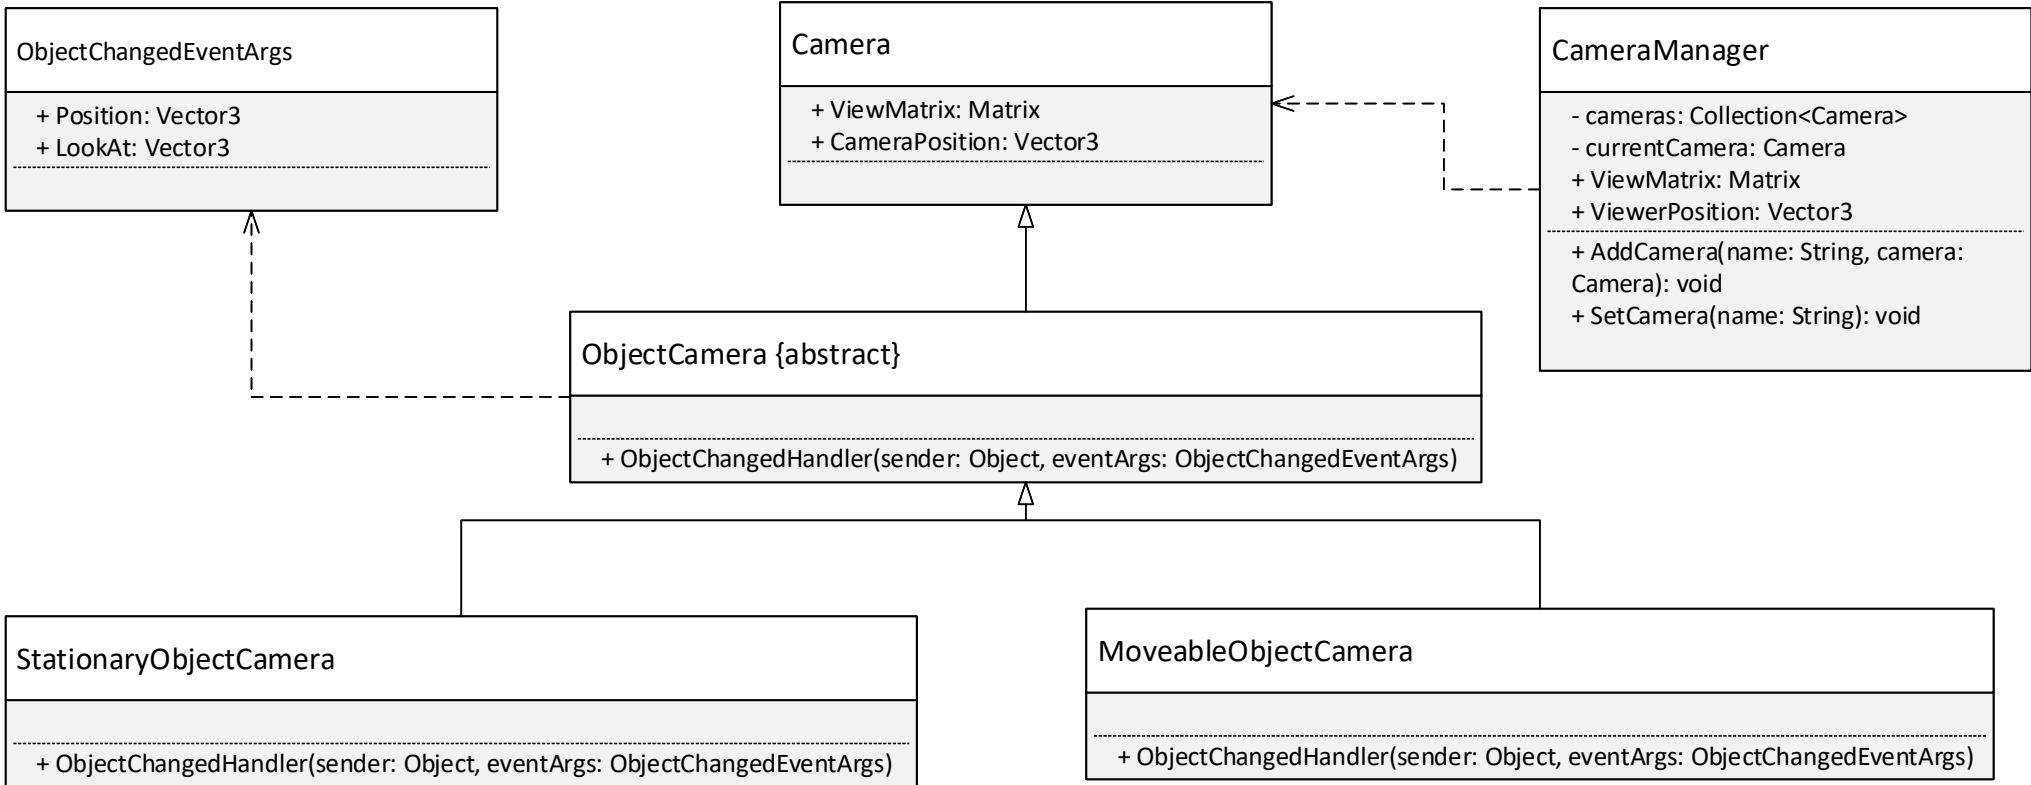 ObjectChangedEventArgs
+ Position: Vector3
+ LookAt: Vector3
Camera
+ ViewMatrix: Matrix
+ CameraPosition: Vector3
CameraManager
- cameras: Collection<Camera>
- currentCamera: Camera
+ ViewMatrix: Matrix
+ ViewerPosition: Vector3
+ AddCamera(name: String, camera:
Camera): void
+ SetCamera(name: String): void
ObjectCamera {abstract}
+ ObjectChangedHandler(sender: Object, eventArgs: ObjectChangedEventArgs)
StationaryObjectCamera
+ ObjectChangedHandler(sender: Object, eventArgs: ObjectChangedEventArgs)
MoveableObjectCamera
+ ObjectChangedHandler(sender: Object, eventArgs: ObjectChangedEventArgs)